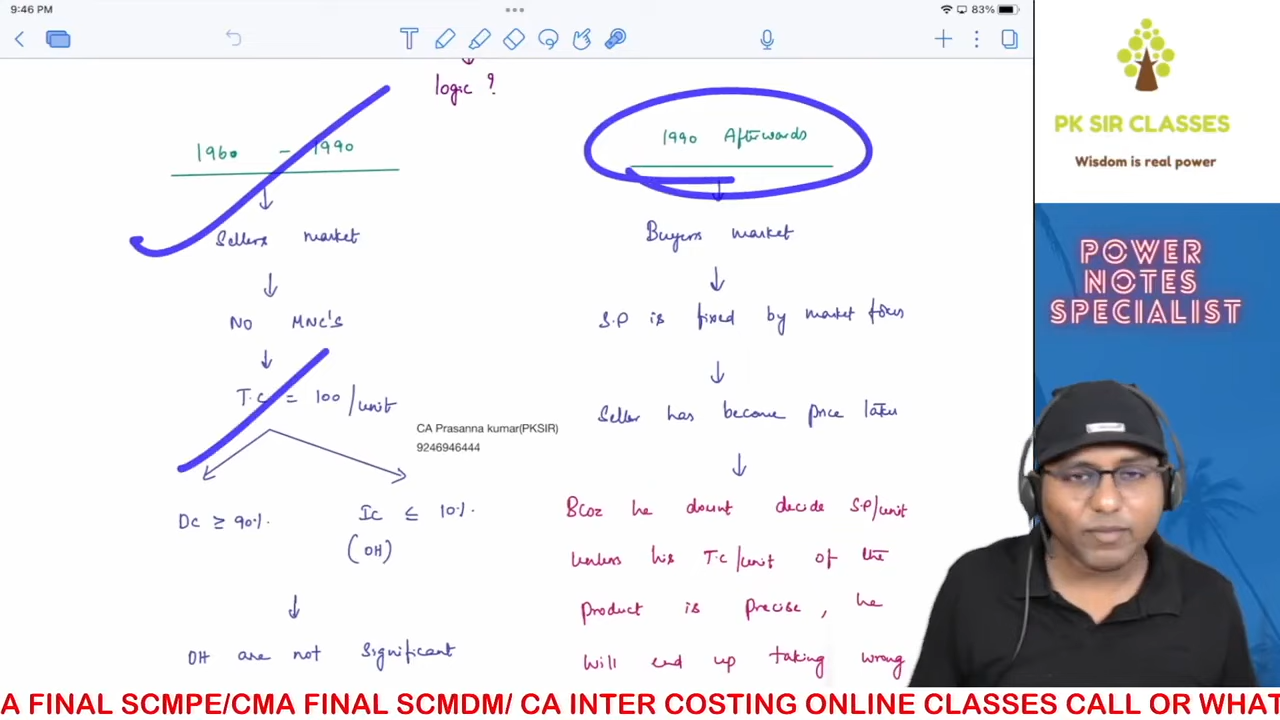 9:46 PM
83%
T
logic ?
1960 - 1990
Sellers market
NO MNC's
T.C = 100/unit
DC ≥ 90%.
IC ≤ 10%.
(OH)
OH are not Significant
1990 Afterwards
Buyers market
S.P is fixed by market
Seller has become price
BCoz he decide S.P/unit
Unless his T.C/unit of the
Product is Precise, he
Will end up taking wrong
CA Prasanna kumar(PKSIR)
9246946444
PK SIR CLASSES
Wisdom is real power
POWER
NOTES
SPECIALIST
A FINAL SCMPE/CMA FINAL SCMDM/ CA INTER COSTING ONLINE CLASSES CALL OR WHAT